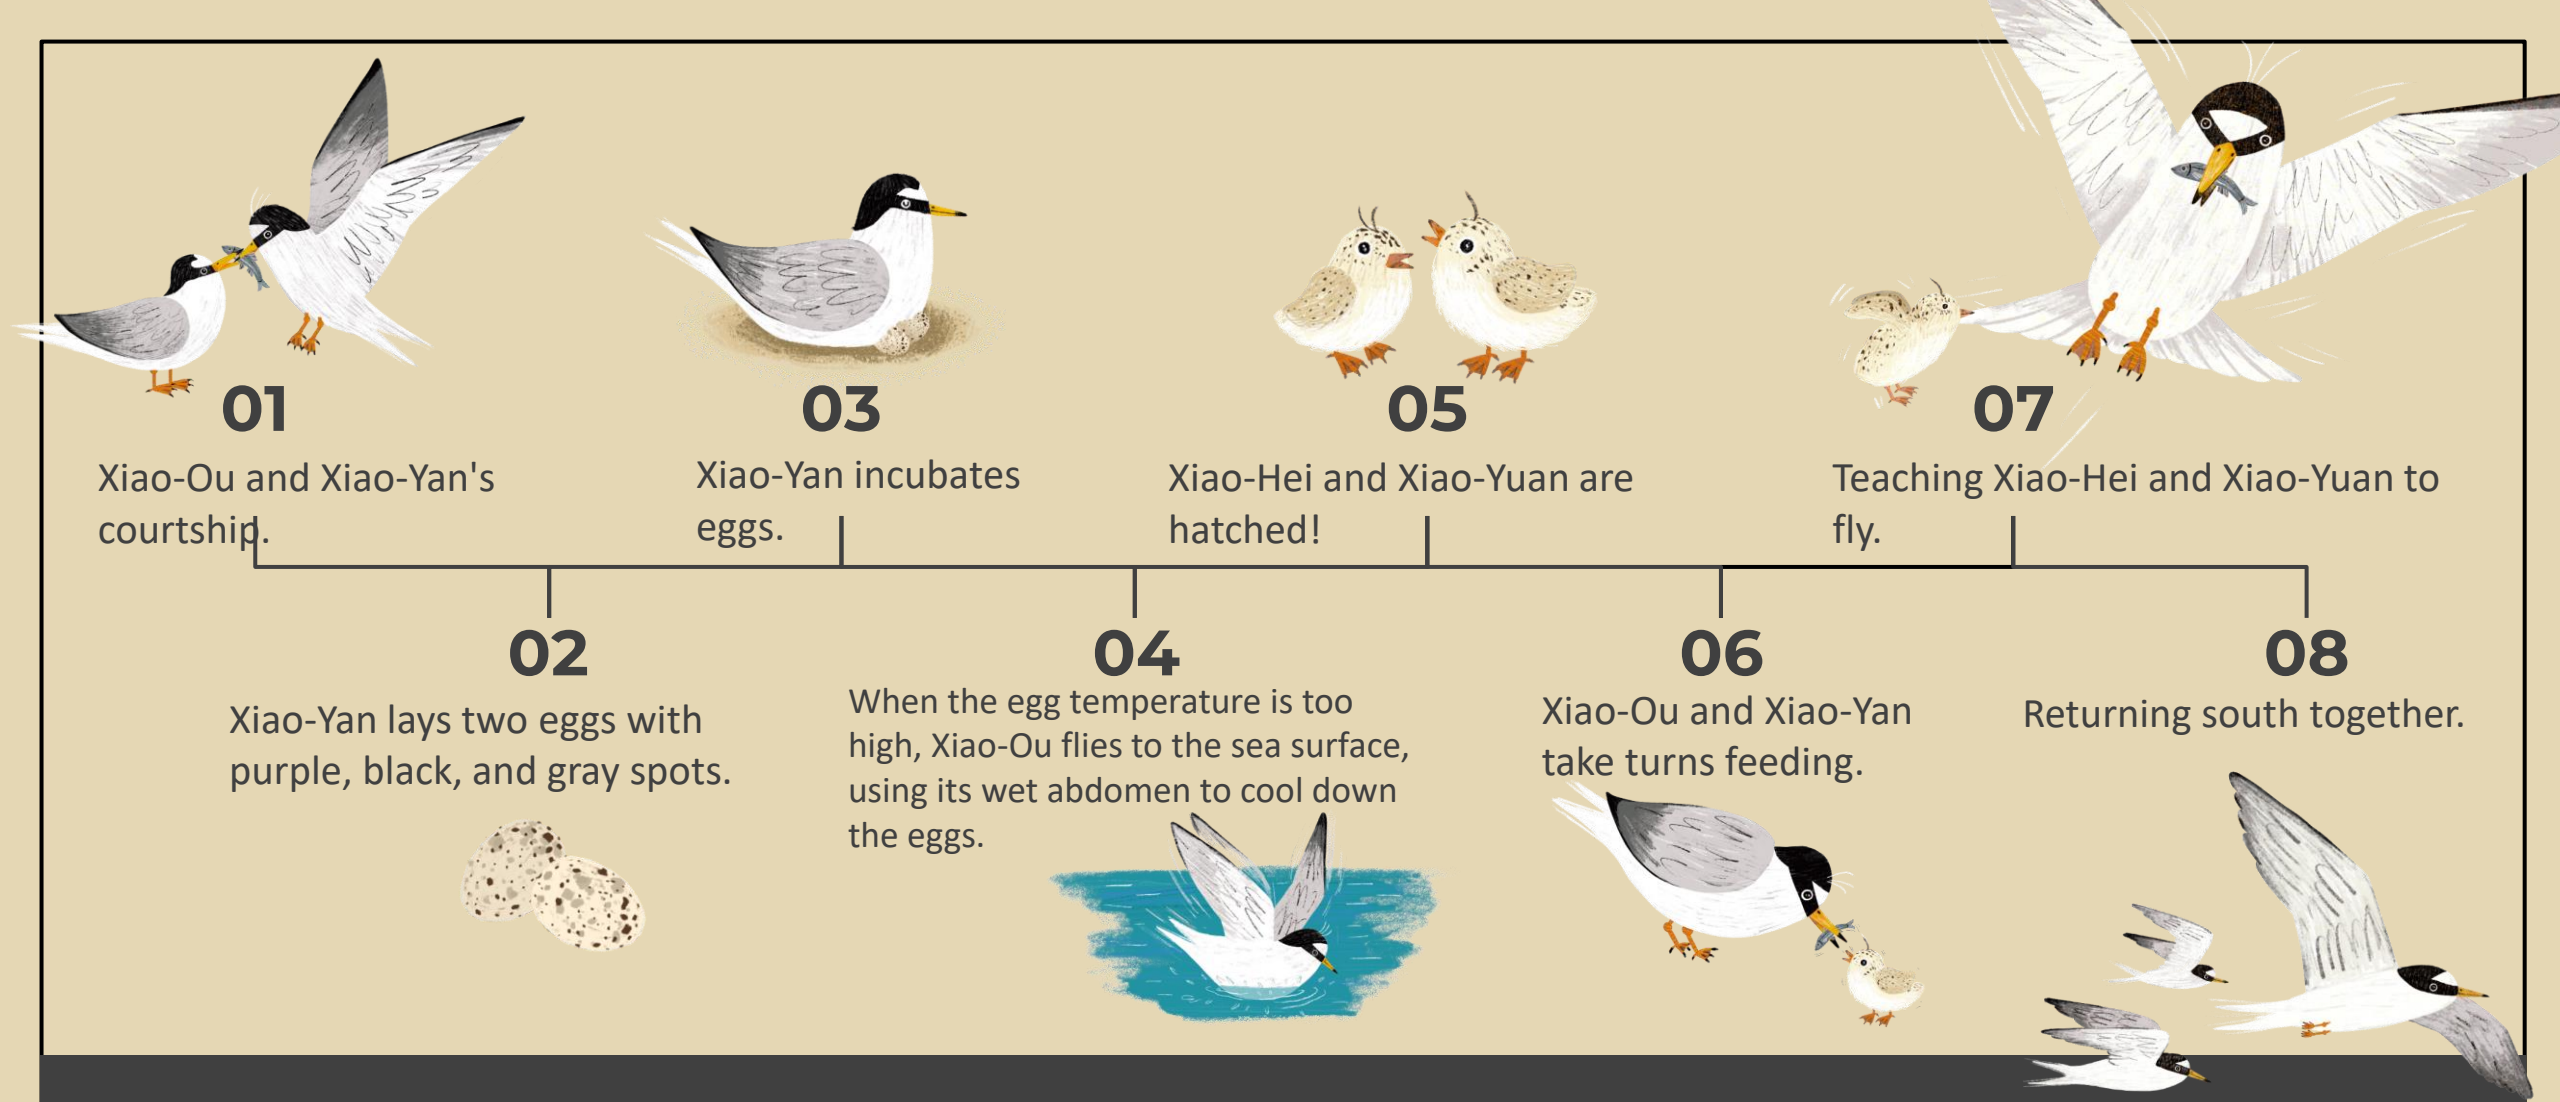 01
Xiao-Ou and Xiao-Yan's
courtship.
02
Xiao-Yan lays two eggs with
purple, black, and gray spots.
03
Xiao-Yan incubates
eggs.
04
When the egg temperature is too
high, Xiao-Ou flies to the sea surface,
using its wet abdomen to cool down
the eggs.
05
Xiao-Hei and Xiao-Yuan are
hatched!
06
Xiao-Ou and Xiao-Yan
take turns feeding.
07
Teaching Xiao-Hei and Xiao-Yuan to
fly.
08
Returning south together.